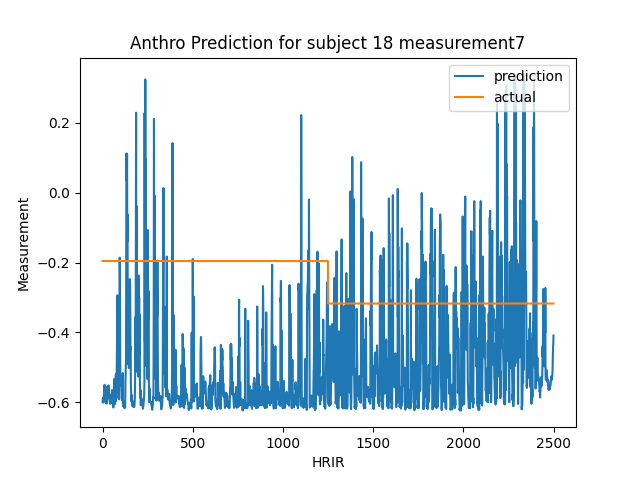 Anthro Prediction for subject 18 measurement7
prediction
actual
Measurement
0.2
0.0
−0.2
−0.4
−0.6
0 500 1000 1500 2000 2500
HRIR